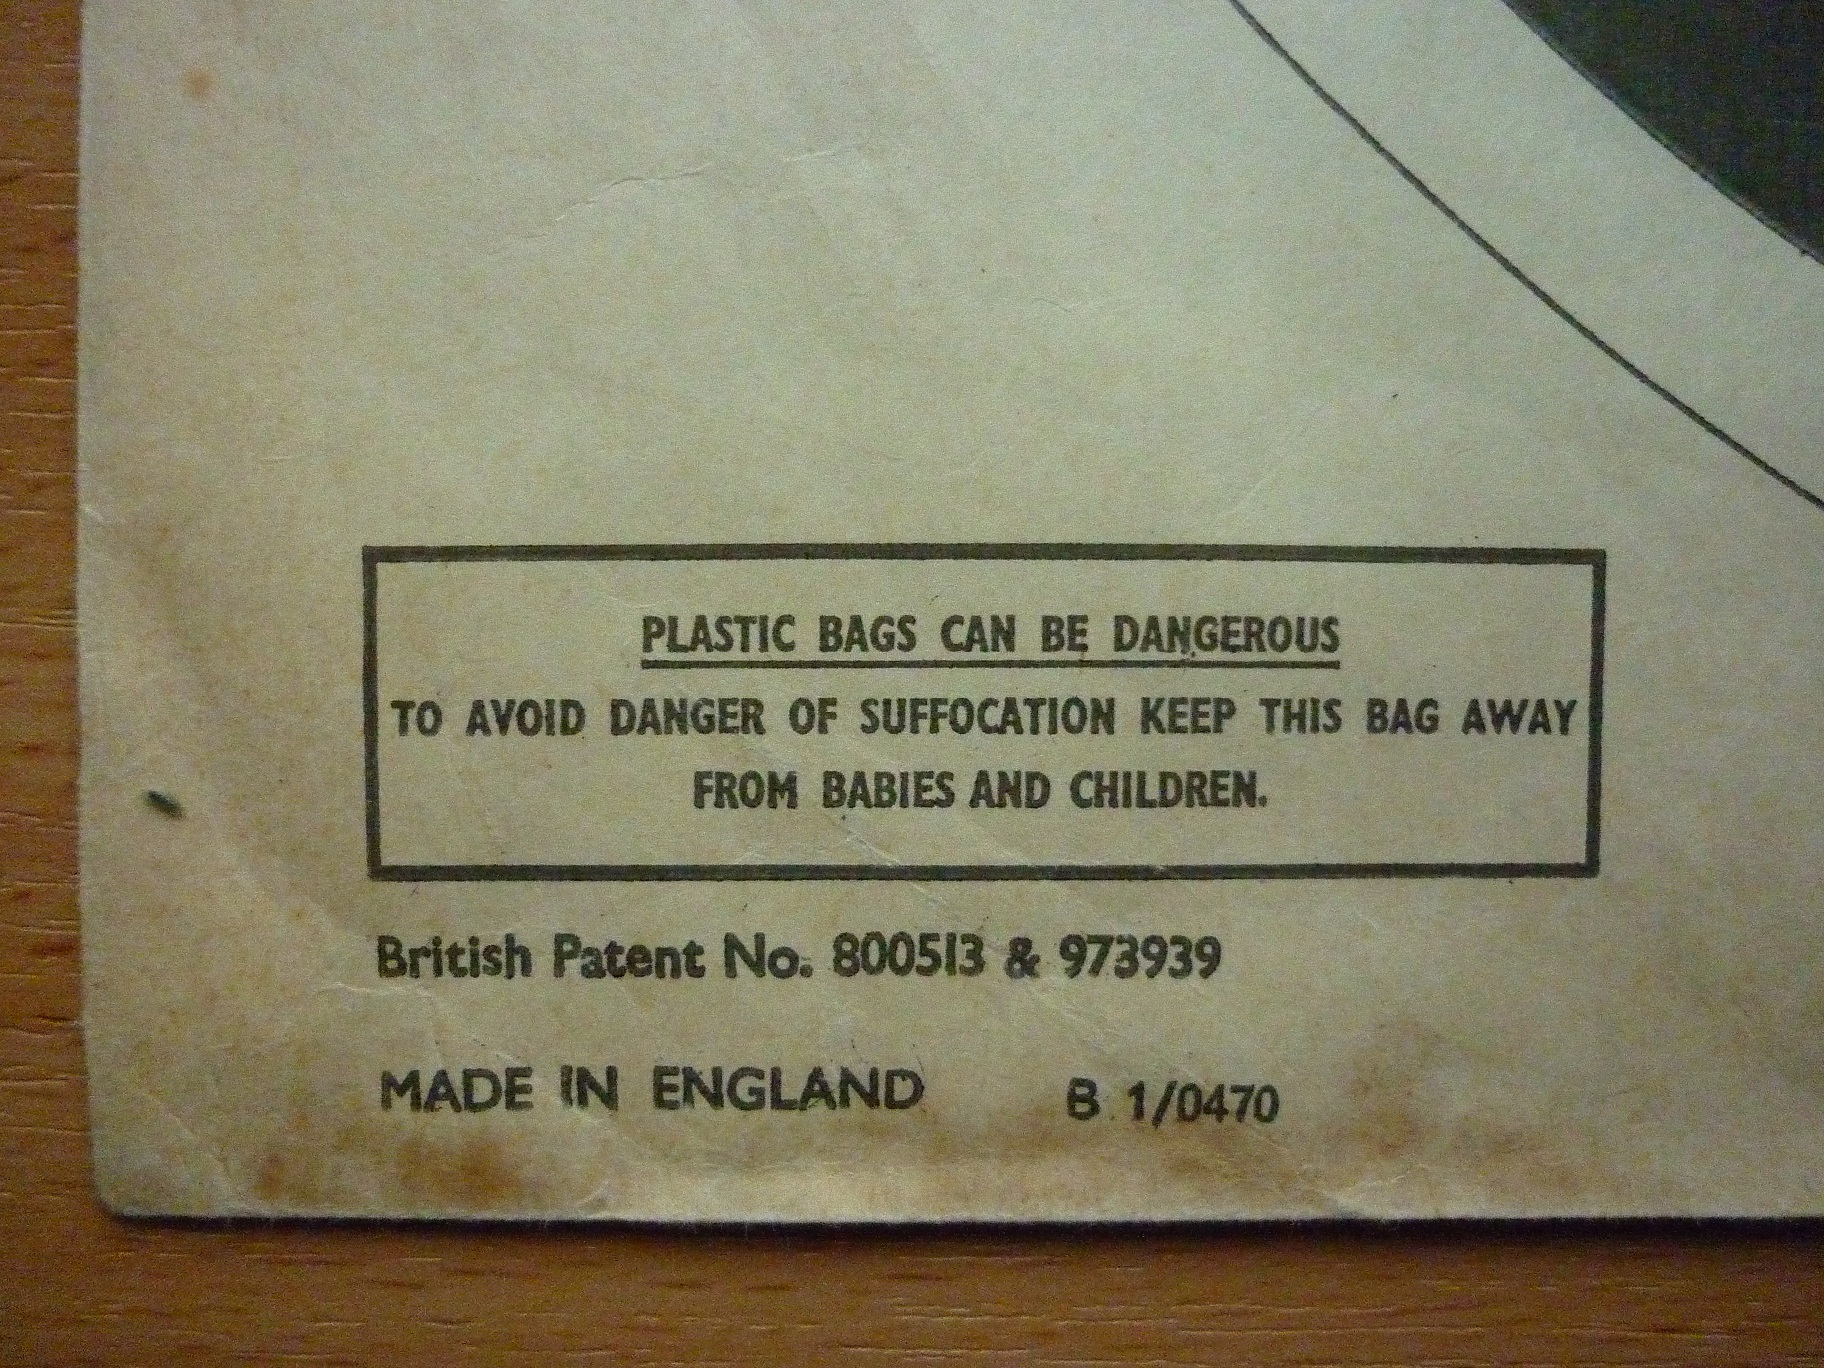 PLASTIC BAGS CAN BE DANGEROUS
TO AVOID DANGER OF SUFFOCATION KEEP THIS BAG AWAY
FROM BABIES AND CHILDREN.
British Patent No. 800513 & 973939
MADE IN ENGLAND B 1/0470